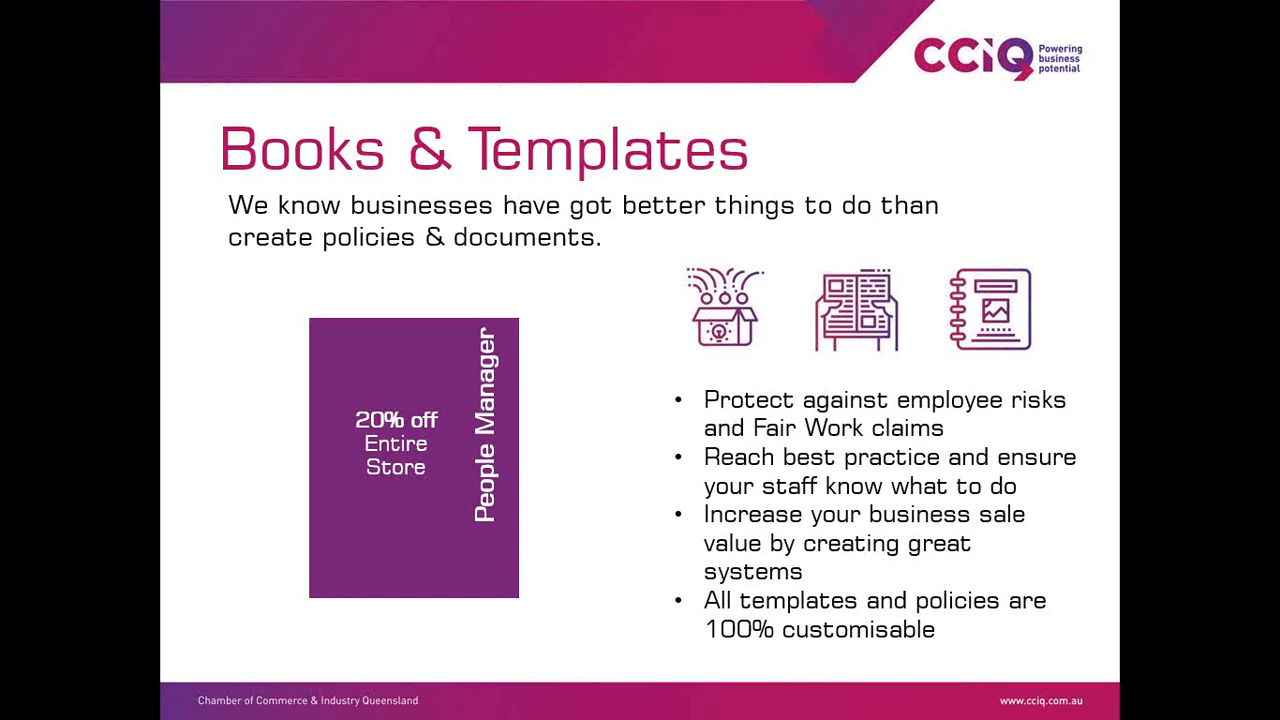 CCIQ
Powering
business
potential
Books & Templates
We know businesses have got better things to do than
create policies & documents.
20% off
Entire
Store
People Manager
• Protect against employee risks
and Fair Work claims
• Reach best practice and ensure
your staff know what to do
• Increase your business sale
value by creating great
systems
• All templates and policies are
100% customisable
Chamber of Commerce & Industry Queensland
www.cciq.com.au